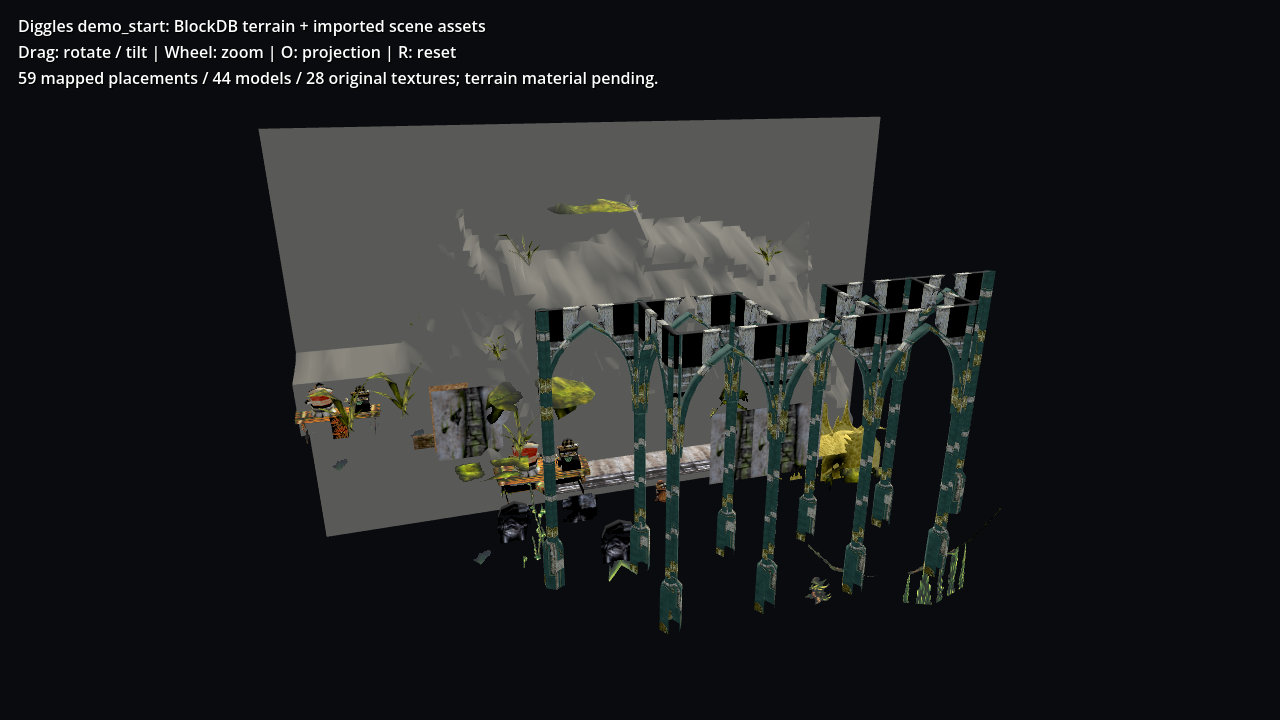 Diggles demo_start: BlockDB terrain + imported scene assets
Drag: rotate / tilt | Wheel: zoom | O: projection | R: reset
59 mapped placements / 44 models / 28 original textures; terrain material pending.